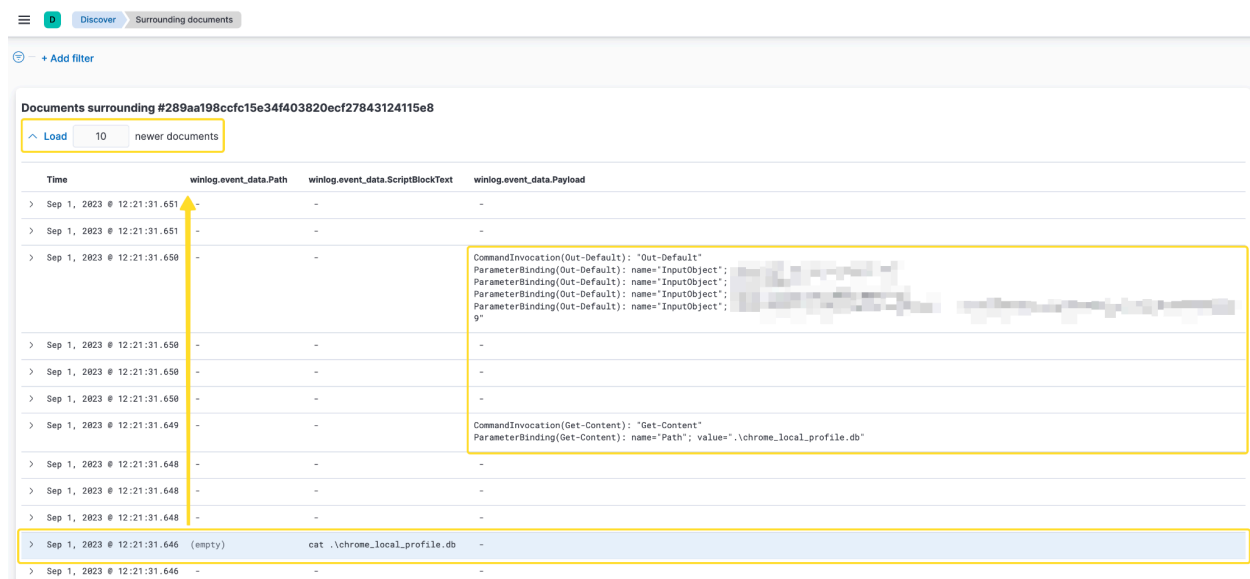 D Discover Surrounding documents
+ Add filter
Documents surrounding #289aa198ccfc15e34f403820ecf27843124115e8
Load 10 newer documents
Time winlog.event_data.Path winlog.event_data.ScriptBlockText winlog.event_data.Payload
Sep 1, 2023 @ 12:21:31.651 - - -
Sep 1, 2023 @ 12:21:31.651 - - -
Sep 1, 2023 @ 12:21:31.650 - - CommandInvocation(Out-Default): "Out-Default"
ParameterBinding(Out-Default): name="InputObject";
ParameterBinding(Out-Default): name="InputObject";
ParameterBinding(Out-Default): name="InputObject";
ParameterBinding(Out-Default): name="InputObject";
9"
Sep 1, 2023 @ 12:21:31.650 - - -
Sep 1, 2023 @ 12:21:31.650 - - -
Sep 1, 2023 @ 12:21:31.650 - - -
Sep 1, 2023 @ 12:21:31.649 - - CommandInvocation(Get-Content): "Get-Content"
ParameterBinding(Get-Content): name="Path"; value=".\chrome_local_profile.db"
Sep 1, 2023 @ 12:21:31.648 - - -
Sep 1, 2023 @ 12:21:31.648 - - -
Sep 1, 2023 @ 12:21:31.648 - - -
Sep 1, 2023 @ 12:21:31.646 (empty) cat .\chrome_local_profile.db -
Sep 1, 2023 @ 12:21:31.646 - - -